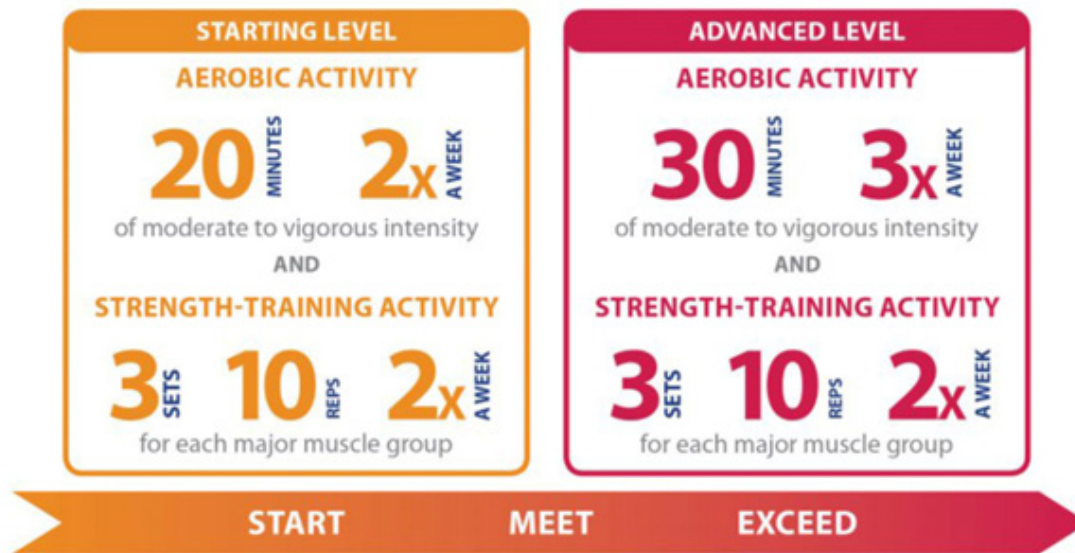 STARTING LEVEL
AEROBIC ACTIVITY
20 MINUTES 2x A WEEK
of moderate to vigorous intensity
AND
STRENGTH-TRAINING ACTIVITY
3 SETS 10 REPS 2x A WEEK
for each major muscle group
ADVANCED LEVEL
AEROBIC ACTIVITY
30 MINUTES 3x A WEEK
of moderate to vigorous intensity
AND
STRENGTH-TRAINING ACTIVITY
3 SETS 10 REPS 2x A WEEK
for each major muscle group
START MEET EXCEED